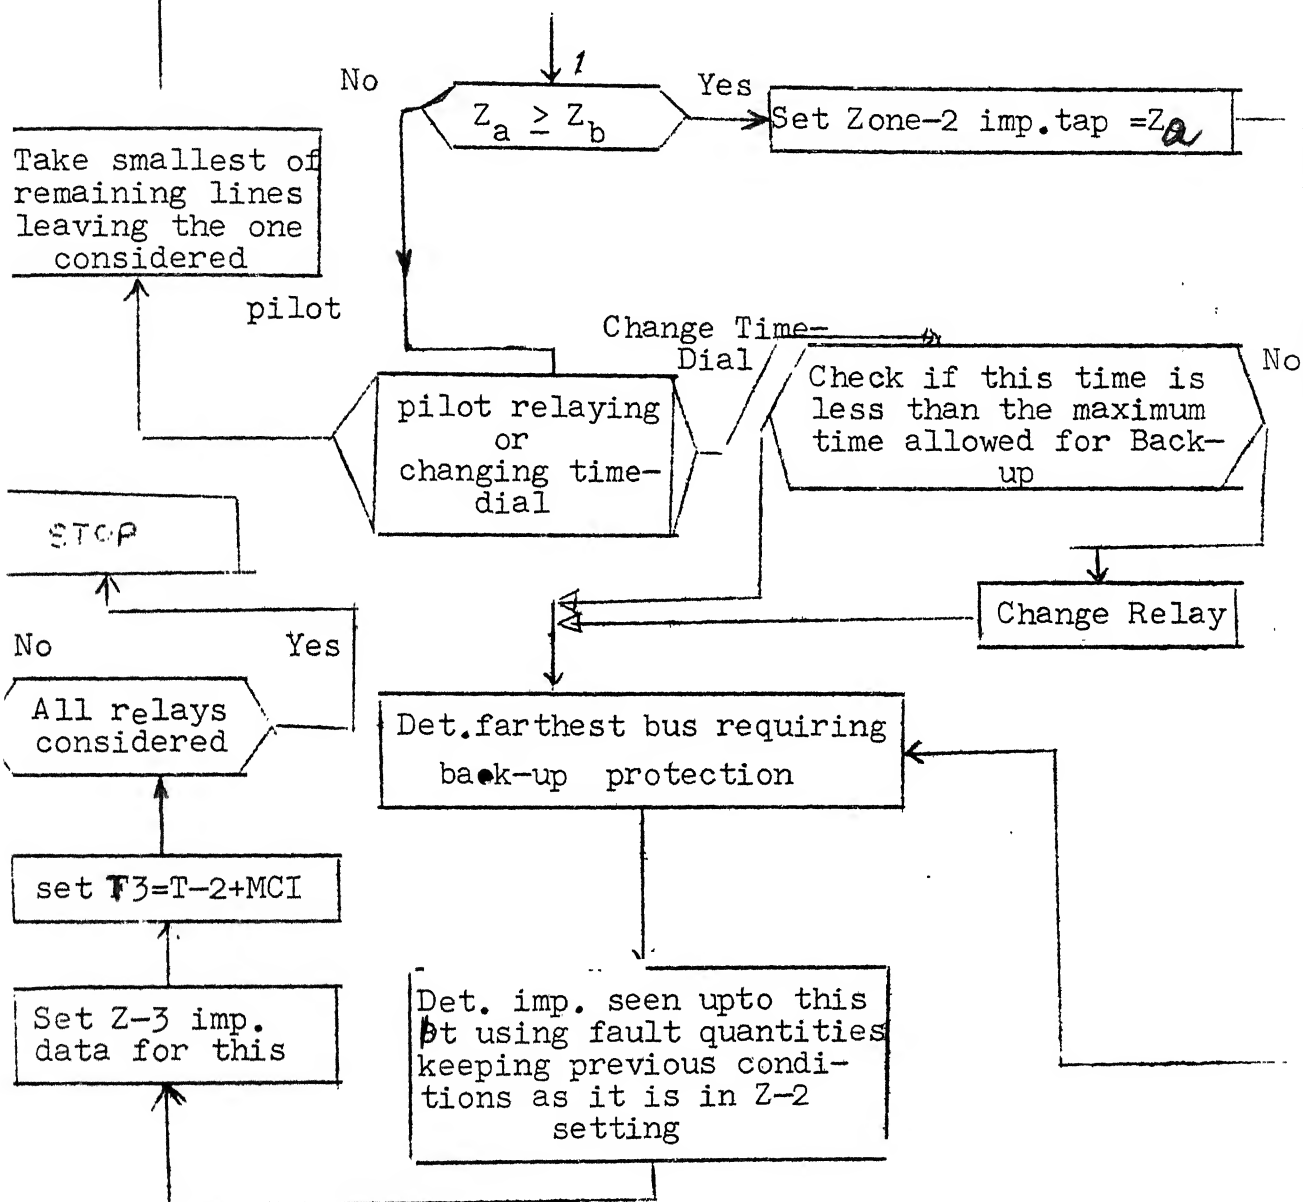 1
No
Yes
Z_a ≥ Z_b
Set Zone-2 imp.tap =Z_a
Take smallest of
remaining lines
leaving the one
considered
pilot
Change Time-
Dial
No
pilot relaying
or
changing time-
dial
Check if this time is
less than the maximum
time allowed for Back-
up
STOP
Change Relay
No
Yes
All relays
considered
Det.farthest bus requiring
back-up protection
set T3=T-2+MCI
Set Z-3 imp.
data for this
Det. imp. seen upto this
pt using fault quantities
keeping previous condi-
tions as it is in Z-2
setting